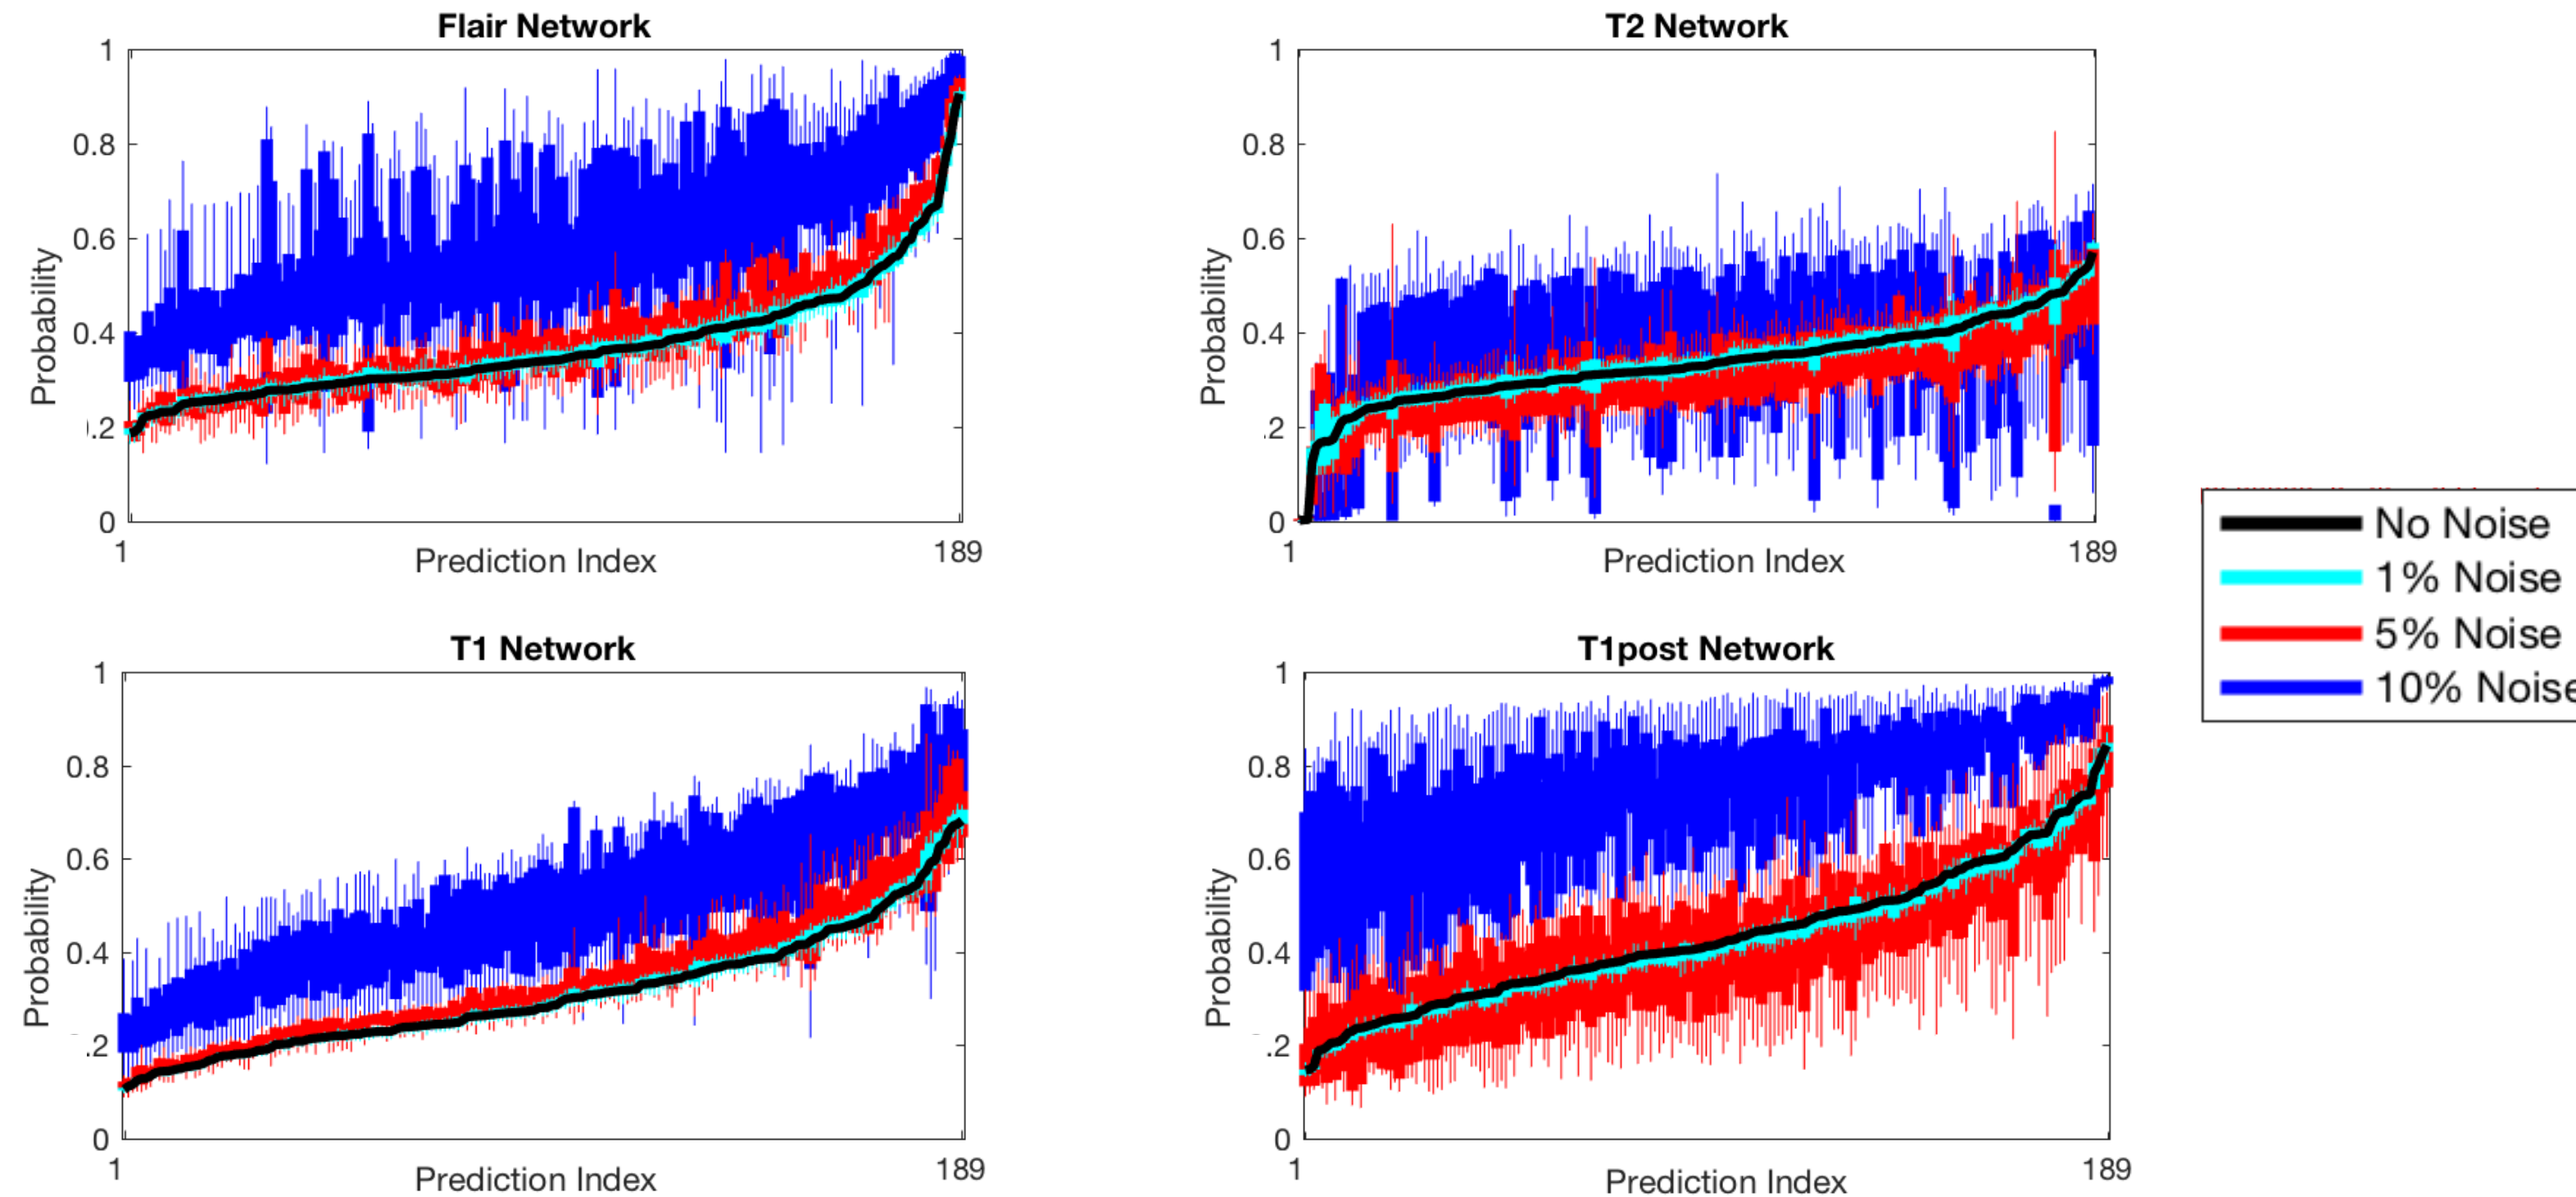 Flair Network
1
0.8
0.6
0.4
.2
0
Probability
1
189
Prediction Index
T2 Network
1
0.8
0.6
0.4
.2
0
Probability
1
189
Prediction Index
No Noise
1% Noise
5% Noise
10% Noise
T1 Network
1
0.8
0.6
0.4
.2
0
Probability
1
189
Prediction Index
T1post Network
1
0.8
0.6
0.4
.2
0
Probability
1
189
Prediction Index